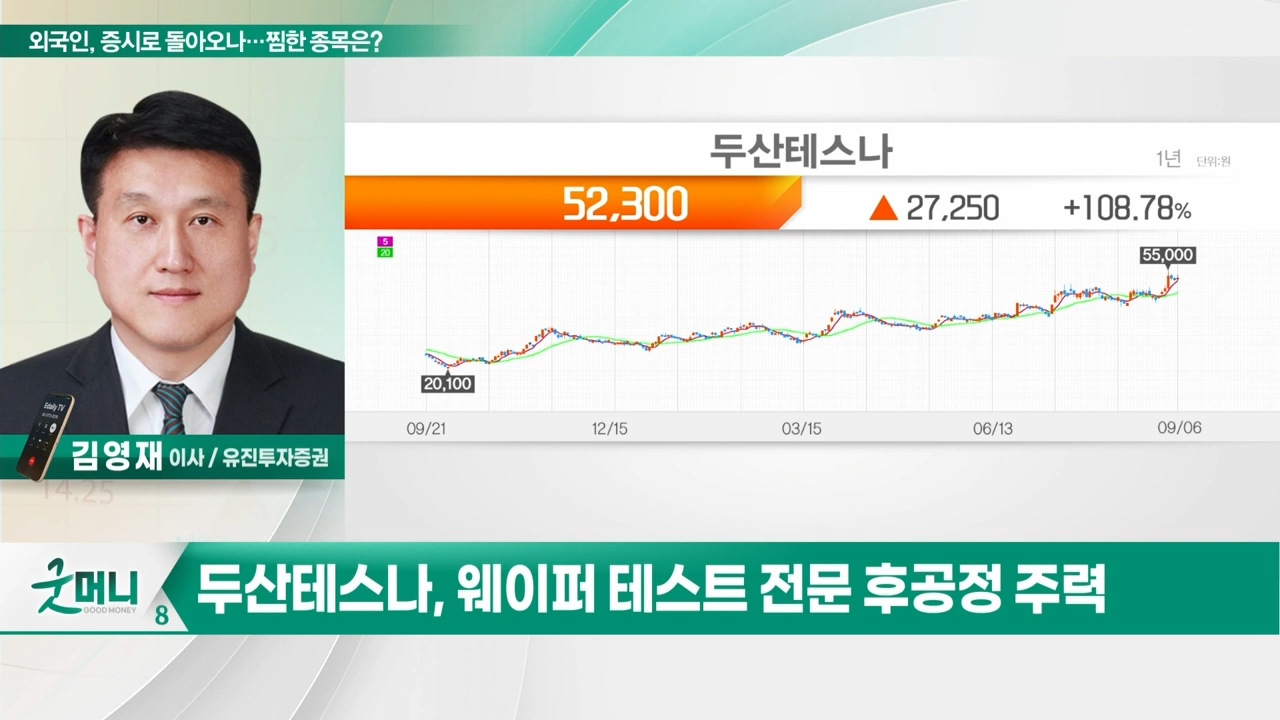 외국인, 증시로 돌아오나…찜한 종목은?
두산테스나
1년 단위:원
52,300 ▲ 27,250 +108.78%
5
20
55,000
20,100
09/21 12/15 03/15 06/13 09/06
Edaily TV
김영재 이사 / 유진투자증권
14.25
굿머니
GOOD MONEY
8
두산테스나, 웨이퍼 테스트 전문 후공정 주력